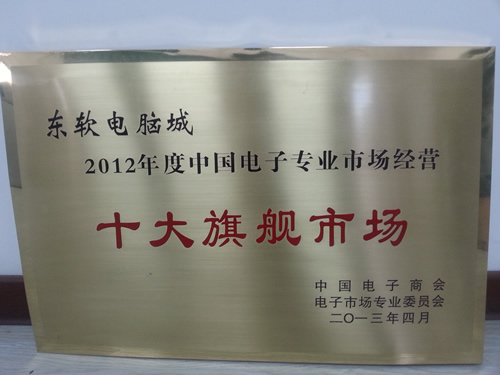 东软电脑城
2012年度中国电子专业市场经营
十大旗舰市场
中国电子商会
电子市场专业委员会
二〇一三年四月